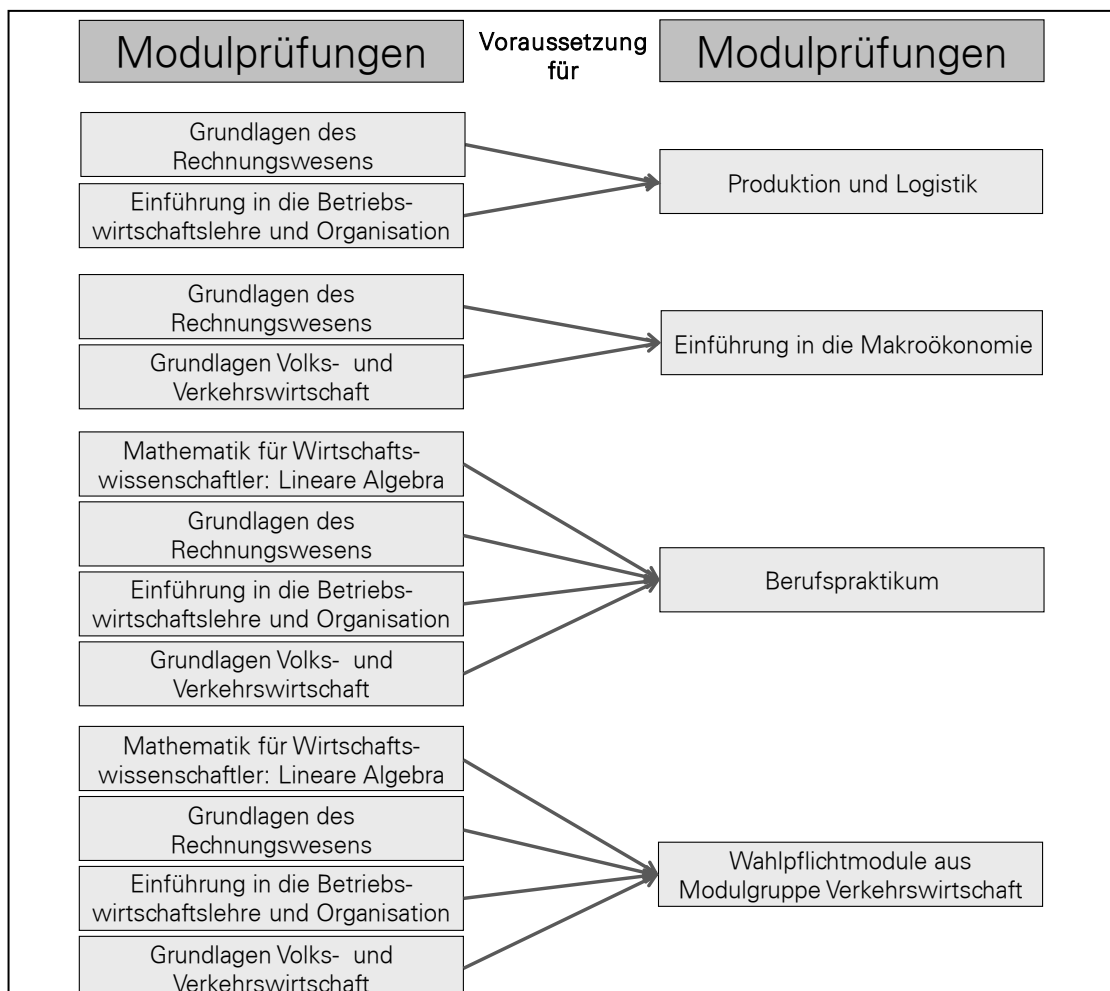 Modulprüfungen
Voraussetzung
für
Modulprüfungen
Grundlagen des
Rechnungswesens
Einführung in die Betriebs-
wirtschaftslehre und Organisation
Produktion und Logistik
Grundlagen des
Rechnungswesens
Grundlagen Volks- und
Verkehrswirtschaft
Einführung in die Makroökonomie
Mathematik für Wirtschafts-
wissenschaftler: Lineare Algebra
Grundlagen des
Rechnungswesens
Einführung in die Betriebs-
wirtschaftslehre und Organisation
Grundlagen Volks- und
Verkehrswirtschaft
Berufspraktikum
Mathematik für Wirtschafts-
wissenschaftler: Lineare Algebra
Grundlagen des
Rechnungswesens
Einführung in die Betriebs-
wirtschaftslehre und Organisation
Grundlagen Volks- und
Verkehrswirtschaft
Wahlpflichtmodule aus
Modulgruppe Verkehrswirtschaft